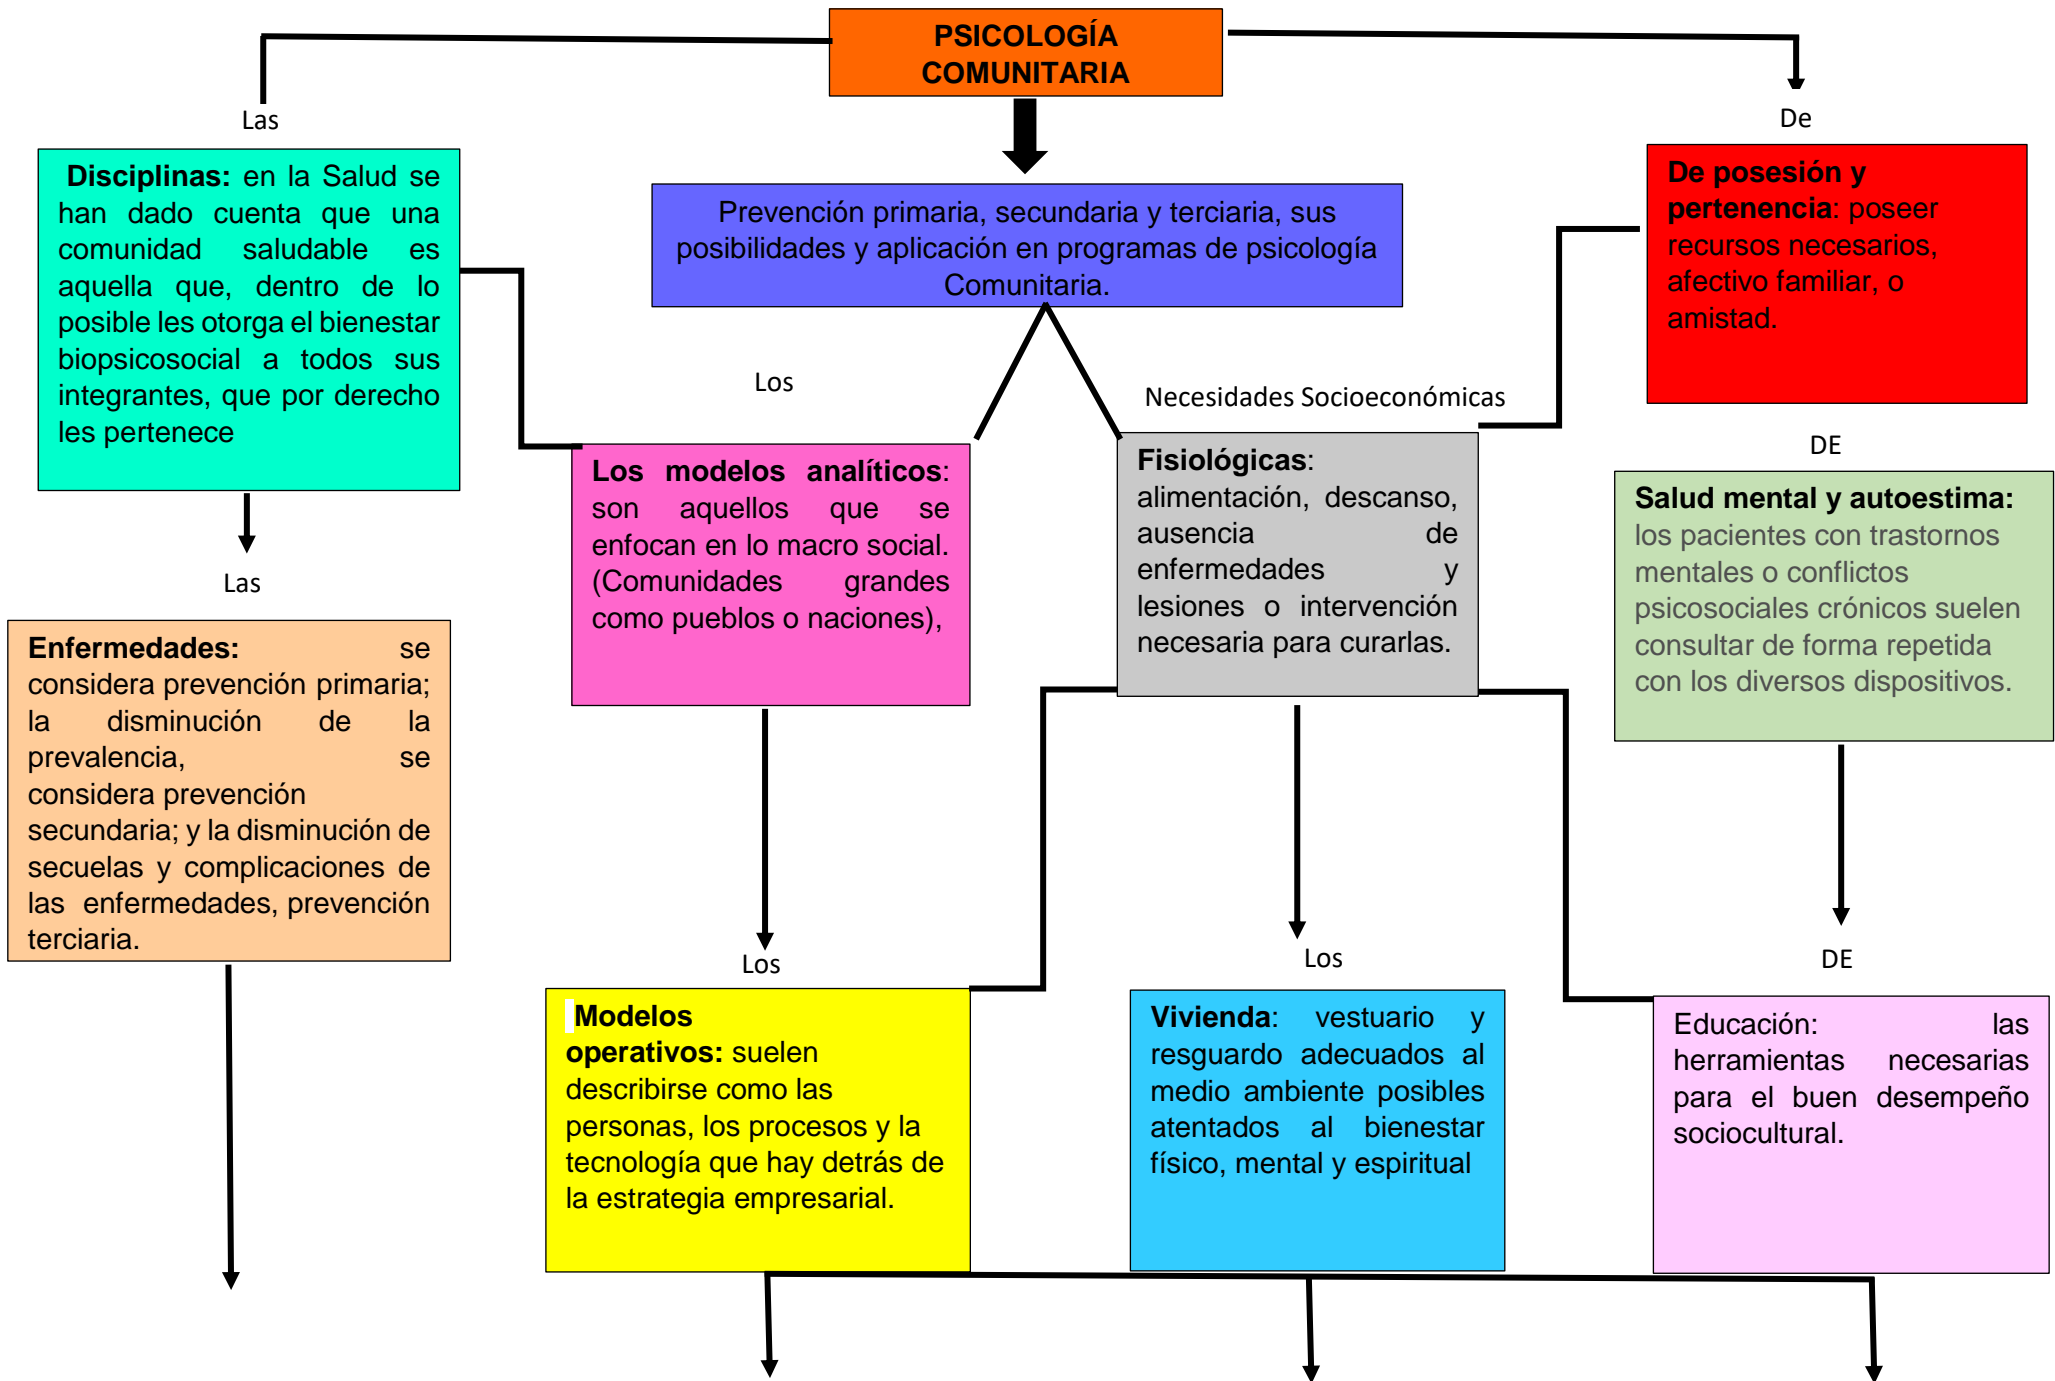 PSICOLOGÍA
COMUNITARIA
Las
De
Disciplinas: en la Salud se
han dado cuenta que una
comunidad saludable es
aquella que, dentro de lo
posible les otorga el bienestar
biopsicosocial a todos sus
integrantes, que por derecho
les pertenece
Prevención primaria, secundaria y terciaria, sus
posibilidades y aplicación en programas de psicología
Comunitaria.
De posesión y
pertenencia: poseer
recursos necesarios,
afectivo familiar, o
amistad.
Los
Necesidades Socioeconómicas
Los modelos analíticos:
son aquellos que se
enfocan en lo macro social.
(Comunidades grandes
como pueblos o naciones),
Fisiológicas:
alimentación, descanso,
ausencia de
enfermedades y
lesiones o intervención
necesaria para curarlas.
DE
Salud mental y autoestima:
los pacientes con trastornos
mentales o conflictos
psicosociales crónicos suelen
consultar de forma repetida
con los diversos dispositivos.
Las
Enfermedades: se
considera prevención primaria;
la disminución de la
prevalencia, se
considera prevención
secundaria; y la disminución de
secuelas y complicaciones de
las enfermedades, prevención
terciaria.
Los
Modelos
operativos: suelen
describirse como las
personas, los procesos y la
tecnología que hay detrás de
la estrategia empresarial.
Los
Vivienda: vestuario y
resguardo adecuados al
medio ambiente posibles
atentados al bienestar
físico, mental y espiritual
DE
Educación: las
herramientas necesarias
para el buen desempeño
sociocultural.